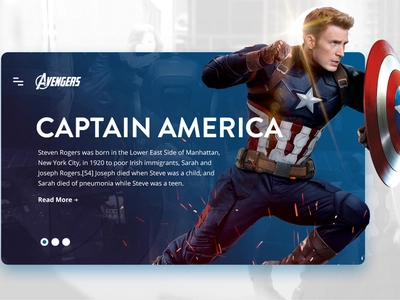 AVENGERS
CAPTAIN AMERICA
Steven Rogers was born in the Lower East Side of Manhattan,
New York City, in 1920 to poor Irish immigrants, Sarah and
Joseph Rogers.[54] Joseph died when Steve was a child, and
Sarah died of pneumonia while Steve was a teen.
Read More →